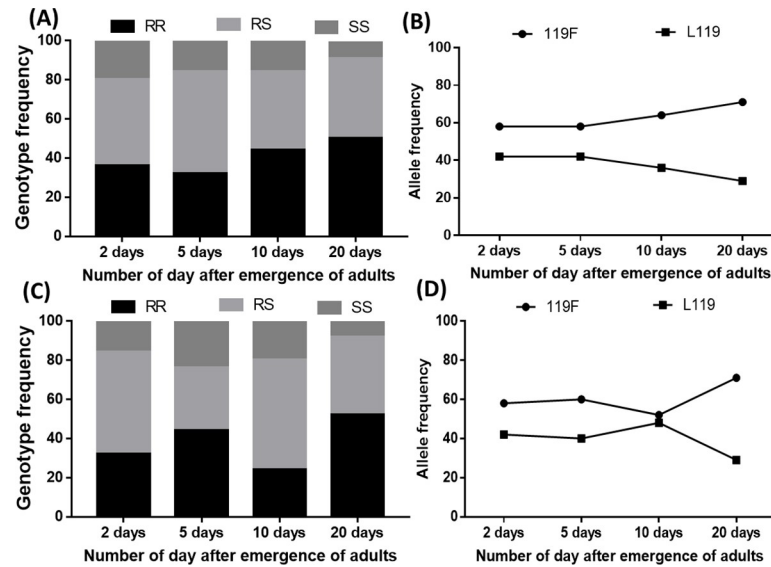 (A)
RR RS SS
Genotype frequency
100
80
60
40
20
0
2 days 5 days 10 days 20 days
Number of day after emergence of adults
(B)
119F L119
Allele frequency
100
80
60
40
20
0
2 days 5 days 10 days 20 days
Number of day after emergence of adults
(C)
RR RS SS
Genotype frequency
100
80
60
40
20
0
2 days 5 days 10 days 20 days
Number of day after emergence of adults
(D)
119F L119
Allele frequency
100
80
60
40
20
0
2 days 5 days 10 days 20 days
Number of day after emergence of adults